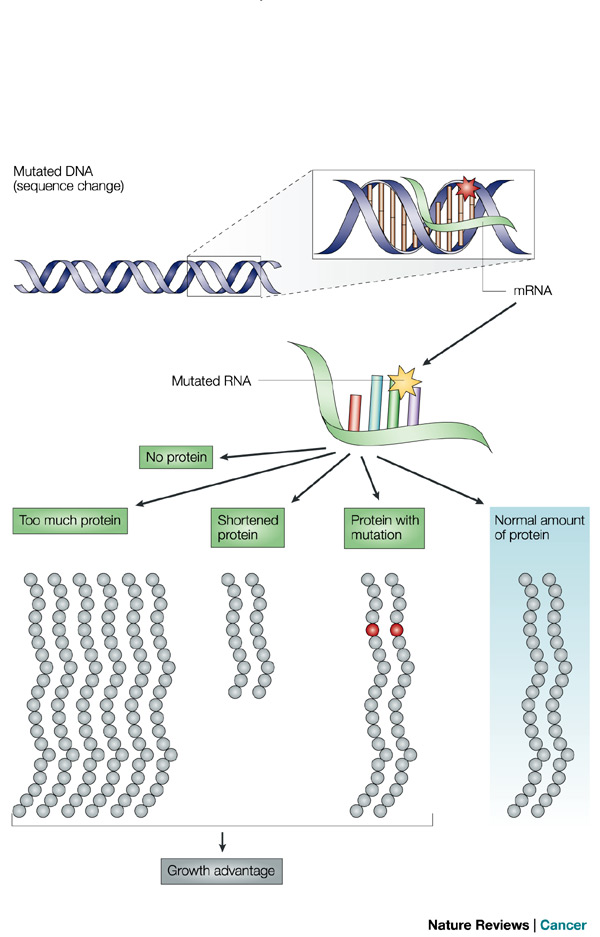 Mutated DNA
(sequence change)
mRNA
Mutated RNA
No protein
Too much protein
Shortened
protein
Protein with
mutation
Normal amount
of protein
Growth advantage
Nature Reviews | Cancer